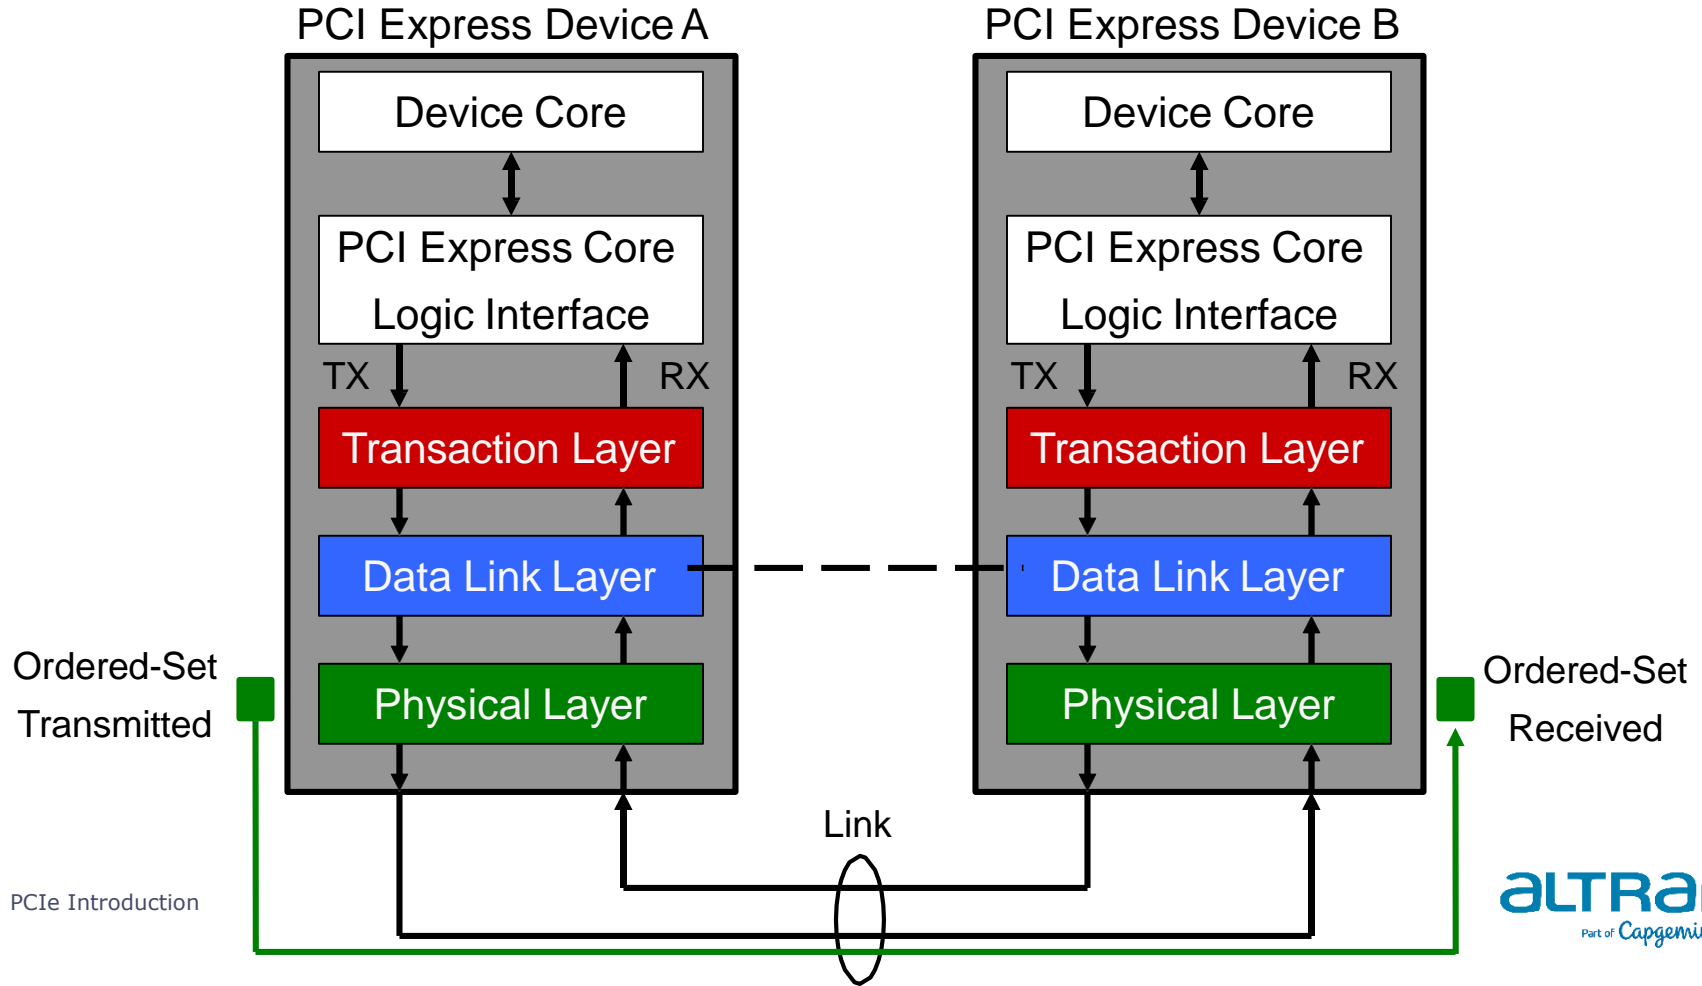 PCI Express Device A
PCI Express Device B
Device Core
Device Core
PCI Express Core
Logic Interface
PCI Express Core
Logic Interface
TX
RX
TX
RX
Transaction Layer
Transaction Layer
Data Link Layer
Data Link Layer
Ordered-Set
Transmitted
Physical Layer
Physical Layer
Ordered-Set
Received
Link
PCIe Introduction
Part of